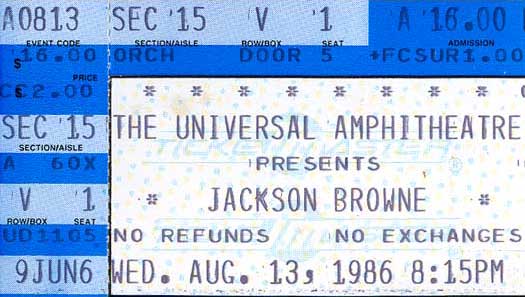 A0813 SEC '15 V '1 A '16.00
EVENT CODE SECTION/AISLE ROW/BOX SEAT ADMISSION
$ 16.00 ORCH DOOR 5 *FCSUR1.00
PRICE
C€2.00
* * * * * * * * *
SEC '15 THE UNIVERSAL AMPHITHEATRE
SECTION/AISLE
TICKETMASTER
A 60X PRESENTS
V 1 * JACKSON BROWNE *
ROW/BOX SEAT
UD1105 NO REFUNDS NO EXCHANGES
9JUN6 WED. AUG. 13, 1986 8:15PM